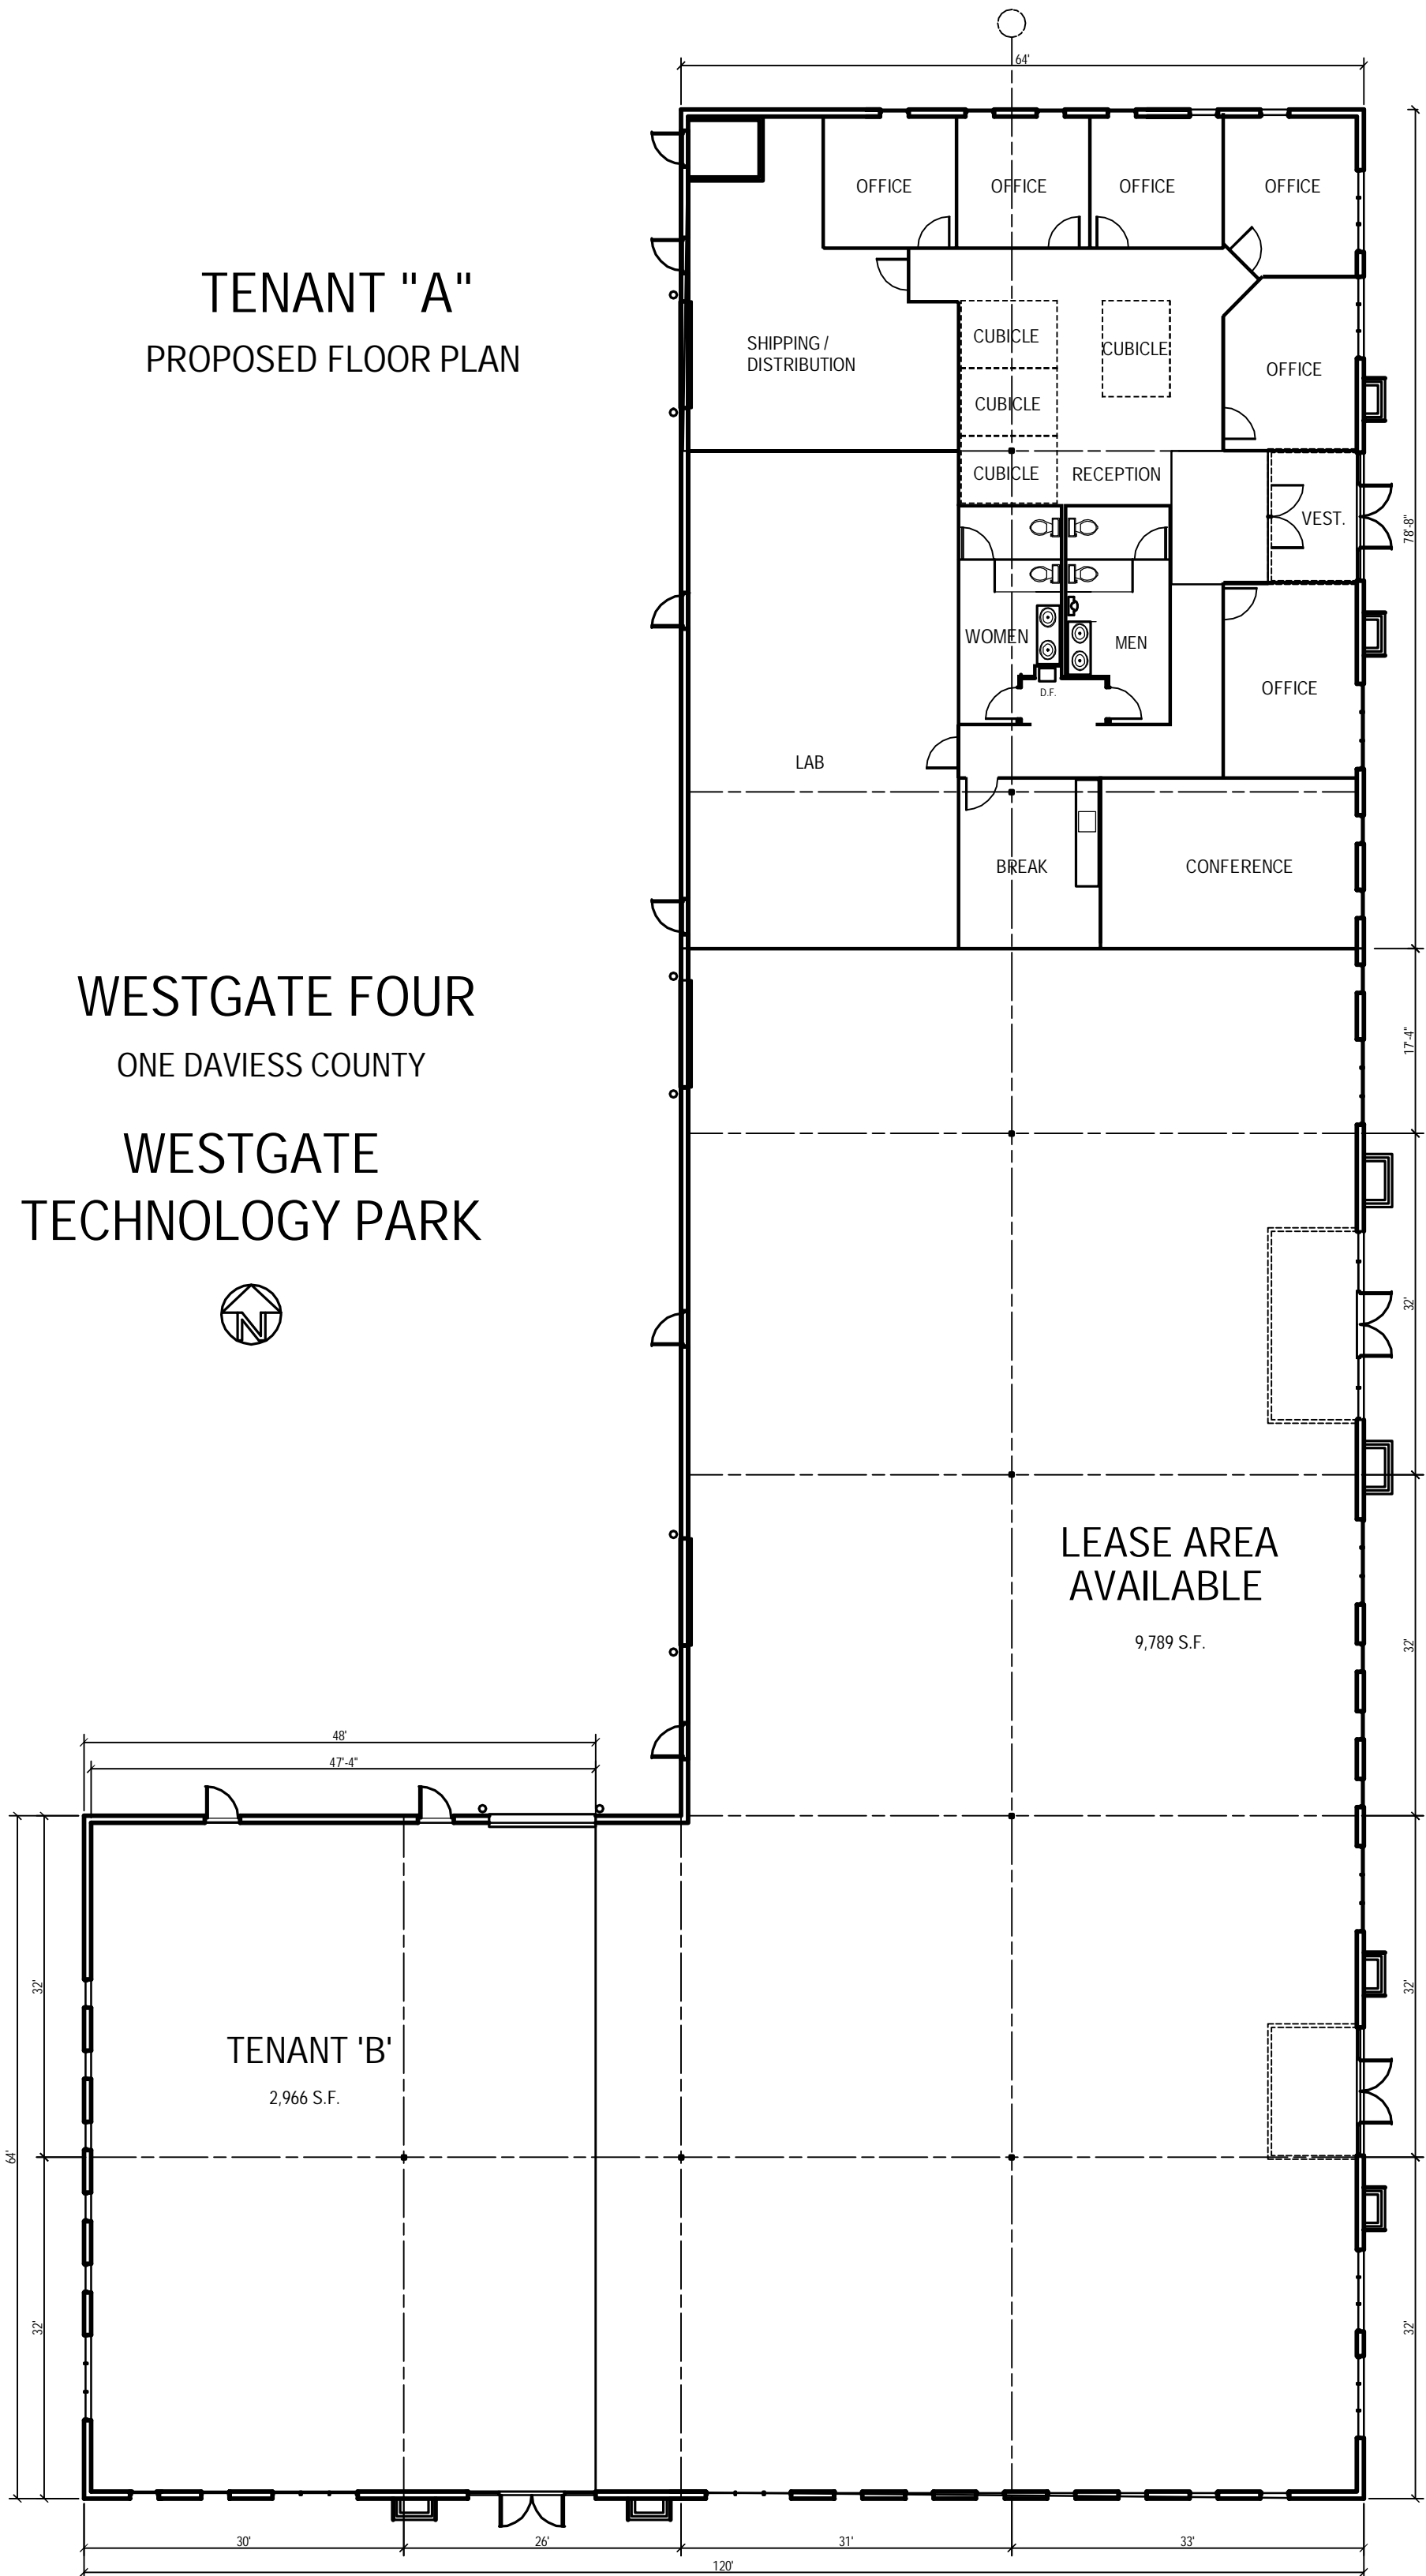 64'
OFFICE
OFFICE
OFFICE
OFFICE
TENANT "A"
PROPOSED FLOOR PLAN
SHIPPING /
DISTRIBUTION
CUBICLE
CUBICLE
OFFICE
CUBICLE
CUBICLE
RECEPTION
VEST.
78'-8"
WOMEN
MEN
D.F.
OFFICE
LAB
BREAK
CONFERENCE
WESTGATE FOUR
ONE DAVIESS COUNTY
WESTGATE
TECHNOLOGY PARK
N
17'-4"
32'
LEASE AREA
AVAILABLE
9,789 S.F.
32'
48'
47'-4"
32'
32'
TENANT 'B'
2,966 S.F.
64'
32'
32'
30'
26'
31'
33'
120'